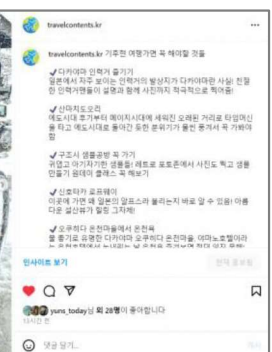 travelcontents.kr
travelcontents.kr 기후현 여행가면 꼭 해야할 것들
✔다카야마 인력거 즐기기
일본에서 자주 보이는 인력거의 발상지가 다카야마란 사실! 친절
한 인력거맨들이 설명과 함께 사진까지 적극적으로 찍어줌!
✔산마치도오리
에도시대 후기부터 메이지시대에 세워진 오래된 거리로 타임머신
을 타고 에도시대로 돌아간 듯한 분위기가 물씬 풍겨서 꼭 가봐야
함
✔구조시 샘플공방 꼭 가기
귀엽고 아기자기한 샘플들! 레트로 포토존에서 사진도 찍고 샘플
만들기 원데이 클래스 꼭 해보기
✔신호타카 로프웨이
이곳에 가면 왜 일본의 알프스라 불리는지 바로 알 수 있음! 아름
다운 설산뷰가 힐링 그자체!
✔오쿠히다 온천마을에서 온천욕
물 좋기로 유명한 다카야마 오쿠히다 온천마을. 야마노호텔이라
인사이트 보기
yuns_today님 외 28명이 좋아합니다
13시간 전
댓글 달기...
게시